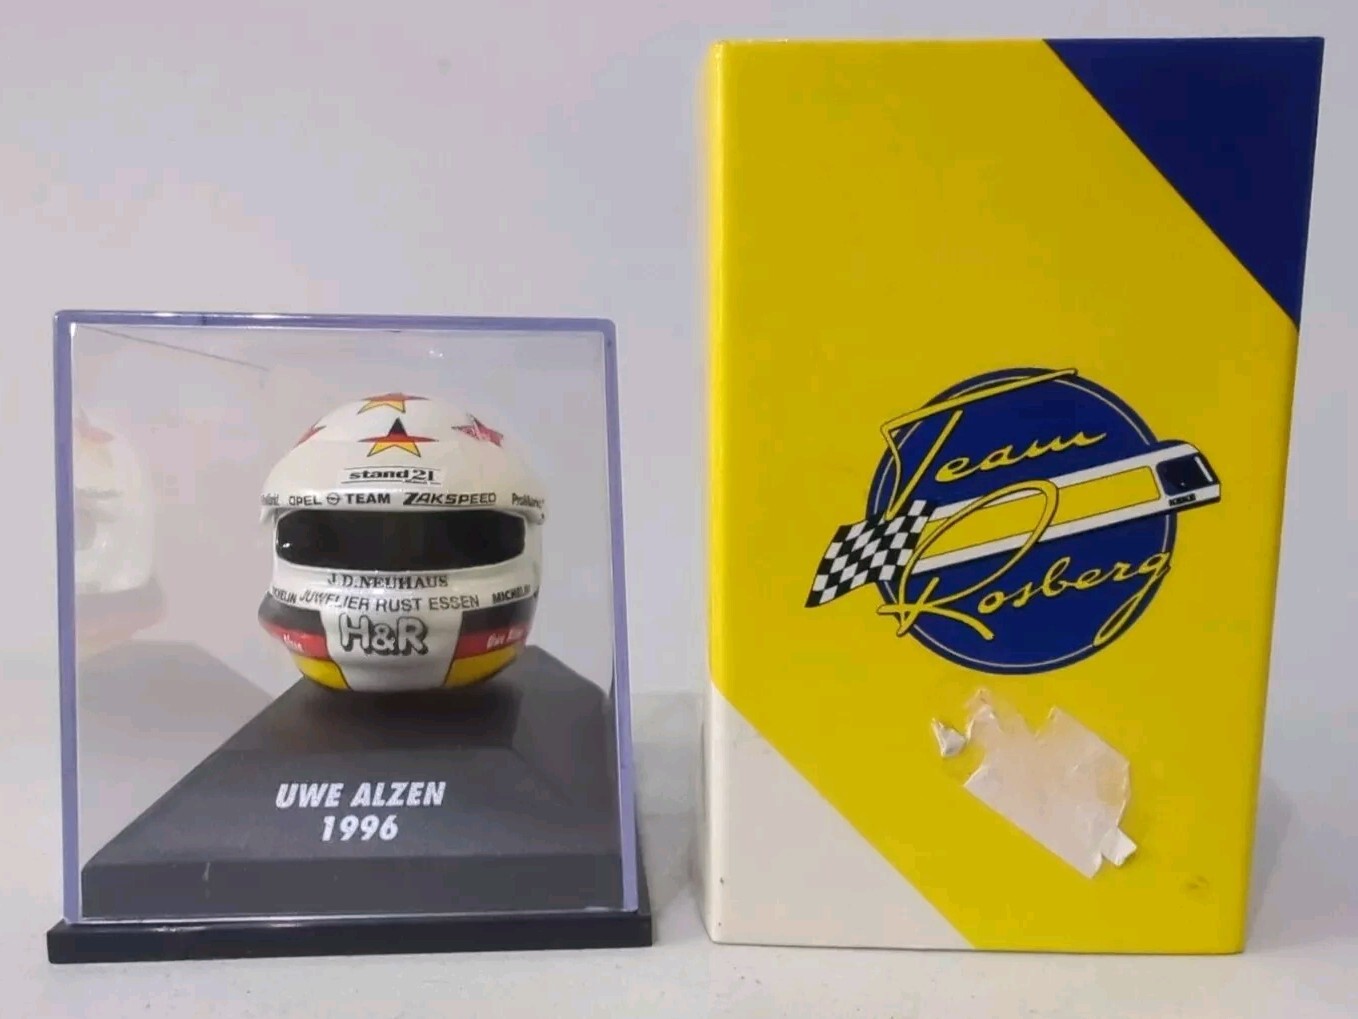 stand 21
OPEL TEAM ZAKSPEED
J.D. NEUHAUS
JUWELIER RUST ESSEN
MICHELIN
H&R
UWE ALZEN
1996
Team
Rosberg